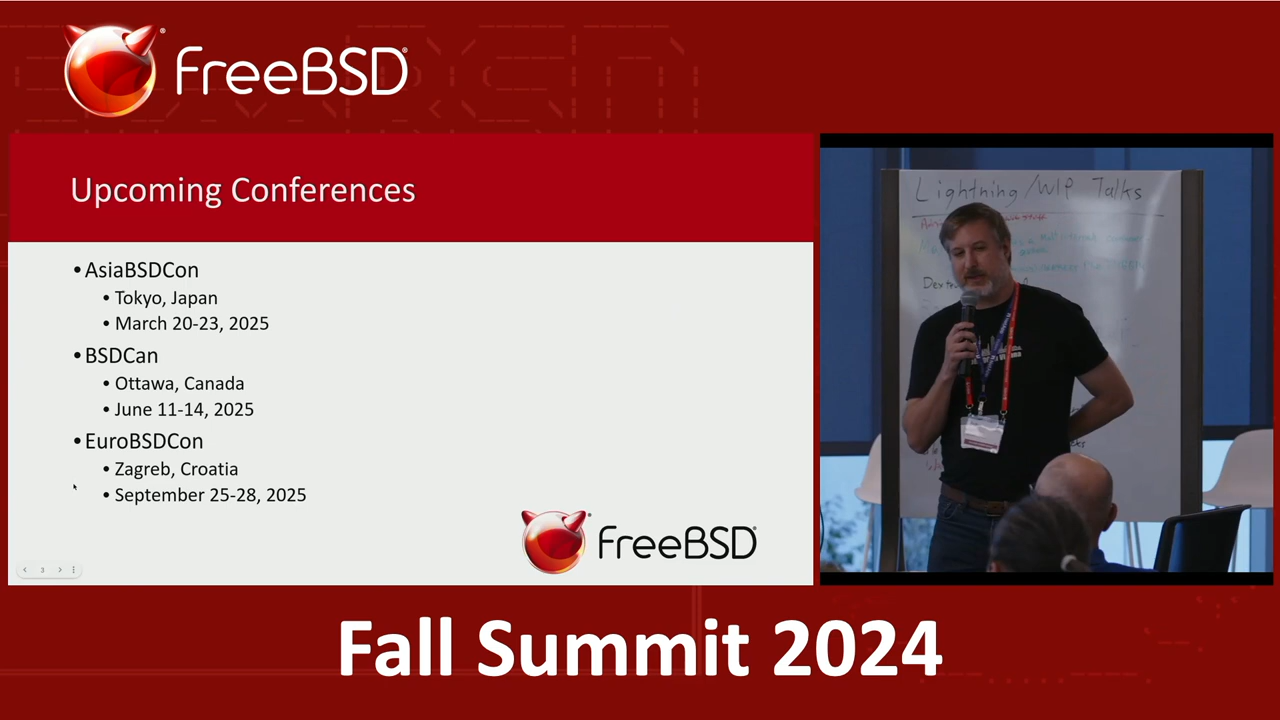 FreeBSD
Upcoming Conferences
• AsiaBSDCon
• Tokyo, Japan
• March 20-23, 2025
• BSDCan
• Ottawa, Canada
• June 11-14, 2025
• EuroBSDCon
• Zagreb, Croatia
• September 25-28, 2025
3
FreeBSD
Lightning/WIP Talks
Fall Summit 2024